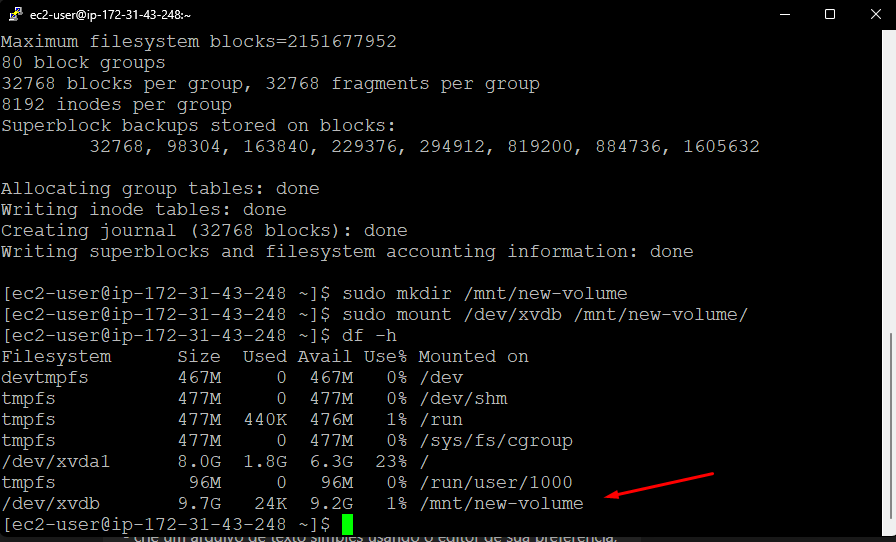 ec2-user@ip-172-31-43-248:~
Maximum filesystem blocks=2151677952
80 block groups
32768 blocks per group, 32768 fragments per group
8192 inodes per group
Superblock backups stored on blocks:
        32768, 98304, 163840, 229376, 294912, 819200, 884736, 1605632
Allocating group tables: done
Writing inode tables: done
Creating journal (32768 blocks): done
Writing superblocks and filesystem accounting information: done
[ec2-user@ip-172-31-43-248 ~]$ sudo mkdir /mnt/new-volume
[ec2-user@ip-172-31-43-248 ~]$ sudo mount /dev/xvdb /mnt/new-volume/
[ec2-user@ip-172-31-43-248 ~]$ df -h
Filesystem      Size  Used Avail Use% Mounted on
devtmpfs        467M     0  467M   0% /dev
tmpfs           477M     0  477M   0% /dev/shm
tmpfs           477M  440K  476M   1% /run
tmpfs           477M     0  477M   0% /sys/fs/cgroup
/dev/xvda1      8.0G  1.8G  6.3G  23% /
tmpfs            96M     0   96M   0% /run/user/1000
/dev/xvdb       9.7G   24K  9.2G   1% /mnt/new-volume
[ec2-user@ip-172-31-43-248 ~]$
um arquivo de texto simples usando o editor de sua preferência.